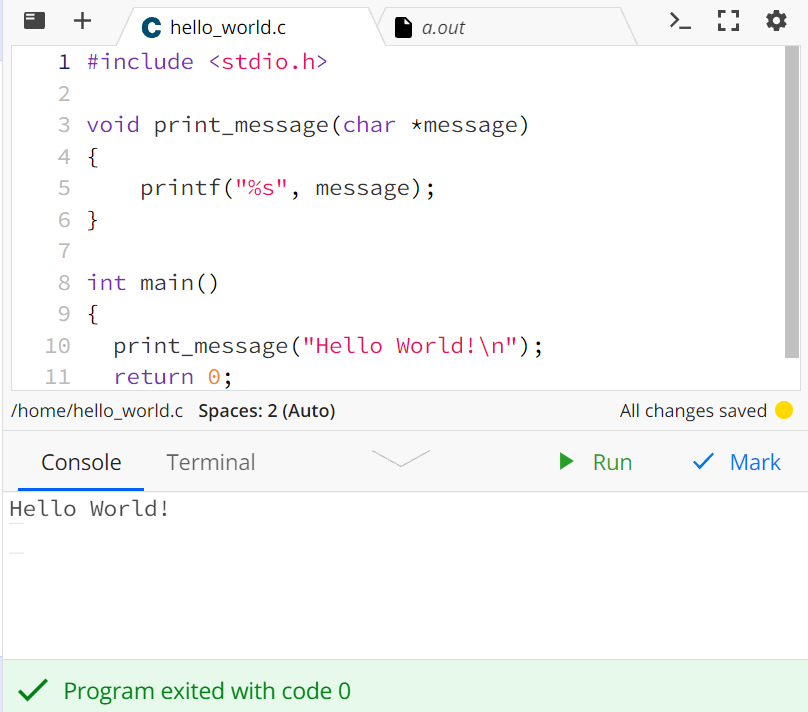 hello_world.c a.out
1 #include <stdio.h>
2
3 void print_message(char *message)
4 {
5     printf("%s", message);
6 }
7
8 int main()
9 {
10   print_message("Hello World!\n");
11   return 0;
/home/hello_world.c Spaces: 2 (Auto) All changes saved
Console Terminal Run Mark
Hello World!
Program exited with code 0